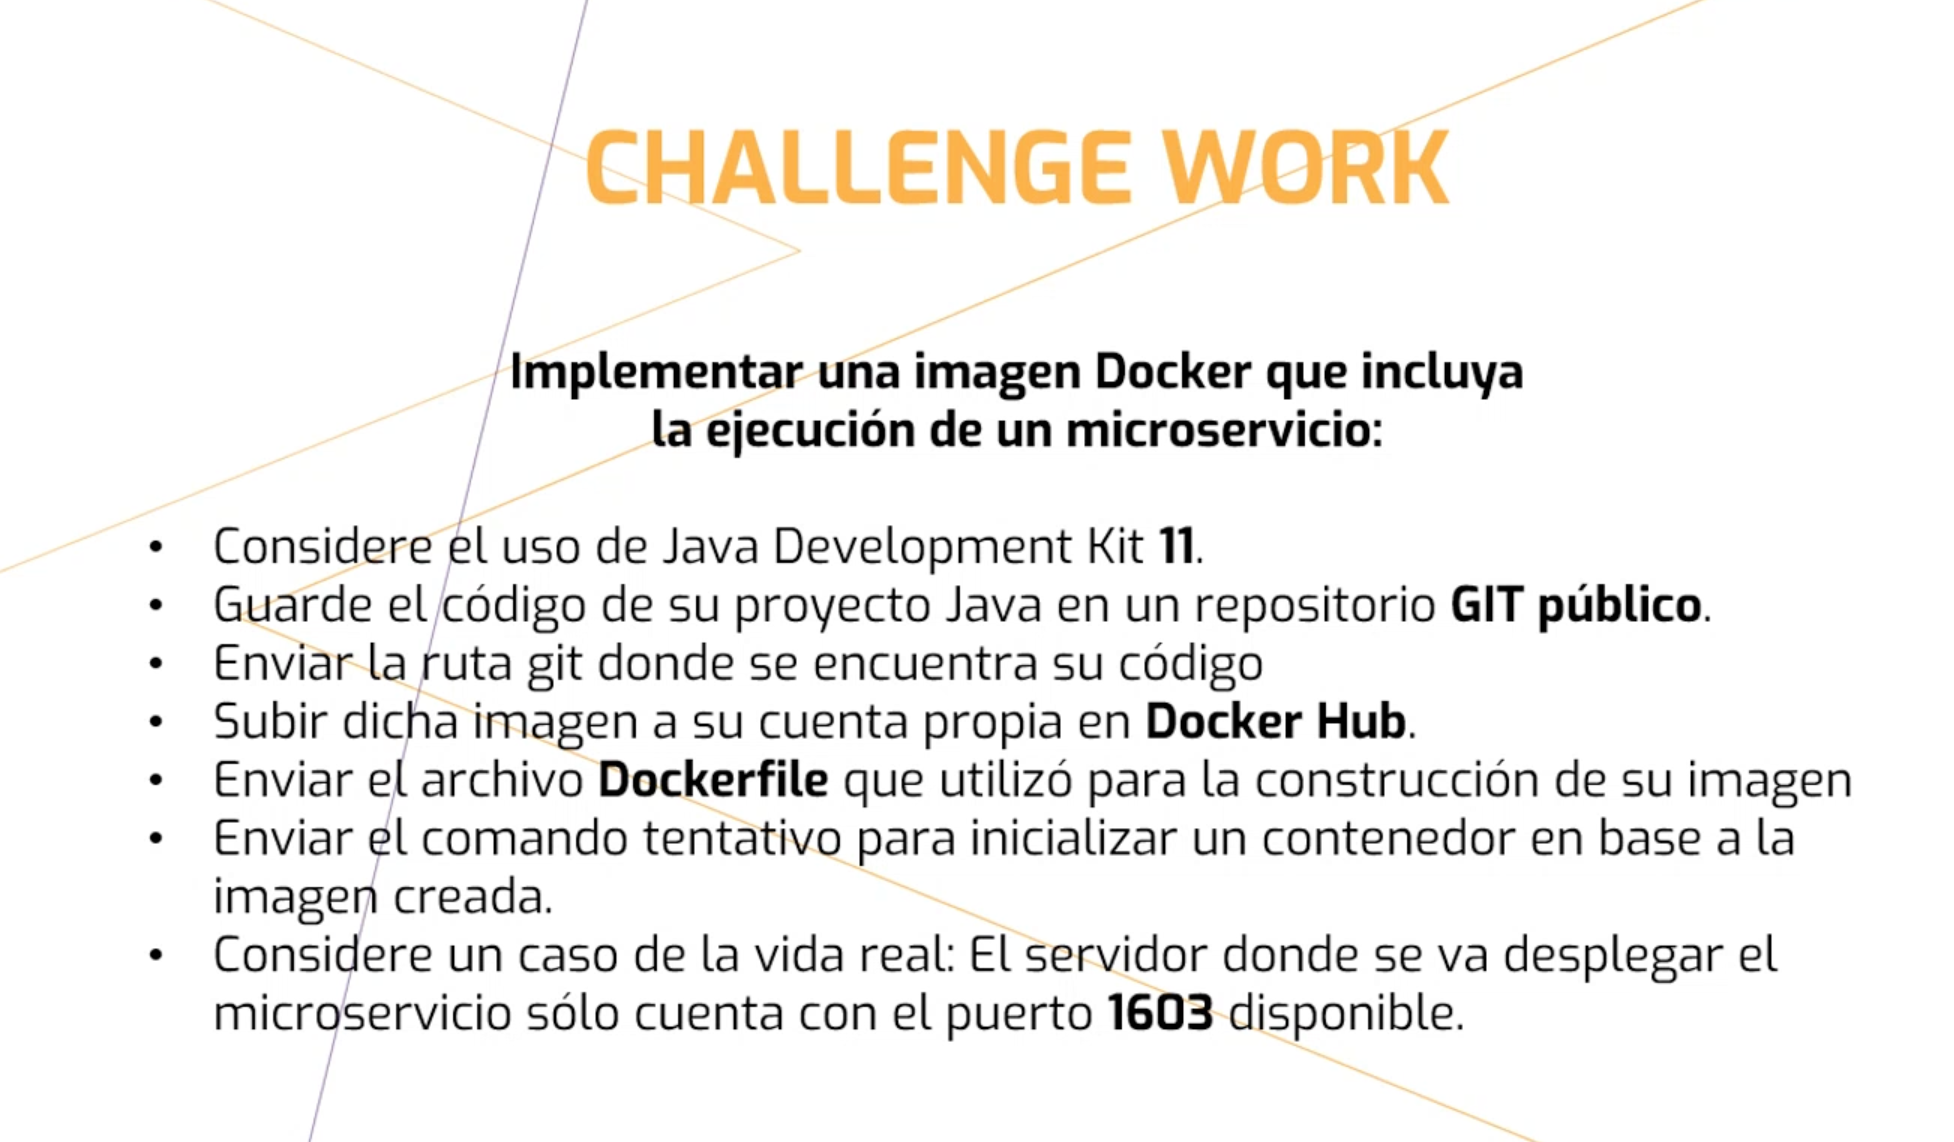 CHALLENGE WORK
Implementar una imagen Docker que incluya
la ejecución de un microservicio:
• Considere el uso de Java Development Kit 11.
• Guarde el código de su proyecto Java en un repositorio GIT público.
• Enviar la ruta git donde se encuentra su código
• Subir dicha imagen a su cuenta propia en Docker Hub.
• Enviar el archivo Dockerfile que utilizó para la construcción de su imagen
• Enviar el comando tentativo para inicializar un contenedor en base a la
imagen creada.
• Considere un caso de la vida real: El servidor donde se va desplegar el
microservicio sólo cuenta con el puerto 1603 disponible.